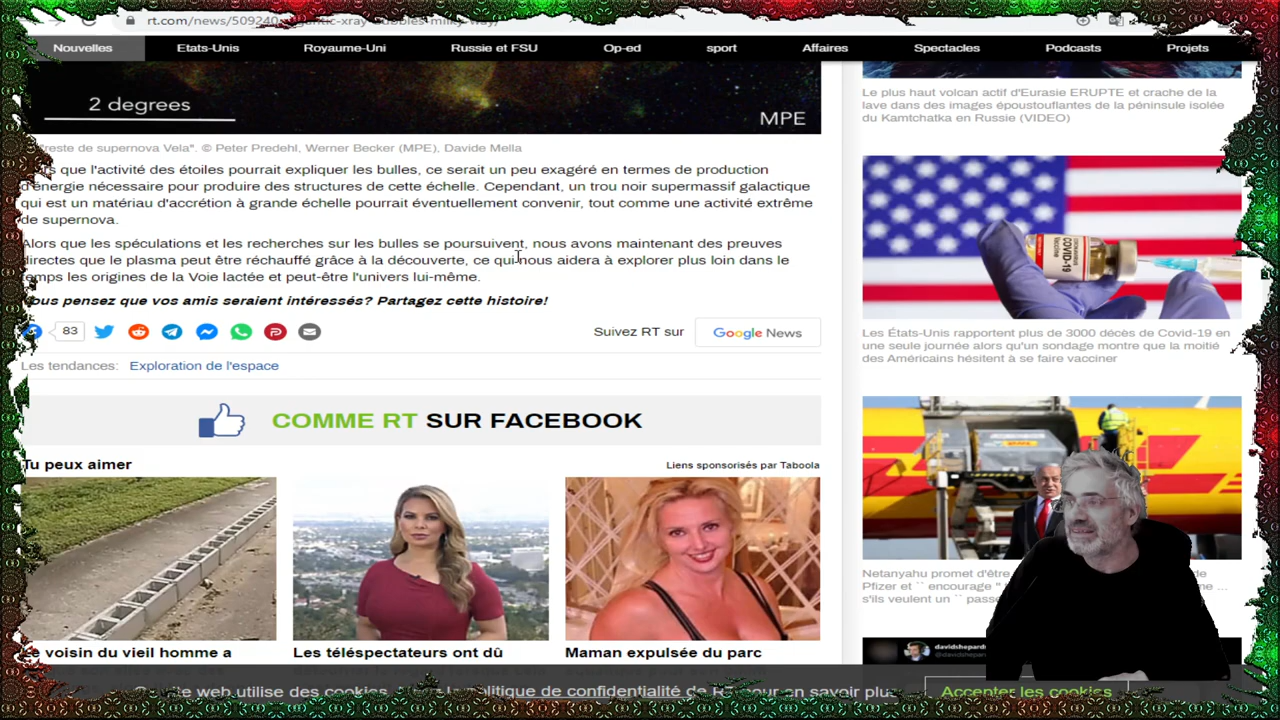 rt.com/news/509240
xray
milky-way/
Nouvelles
Etats-Unis
Royaume-Uni
Russie et FSU
Op-ed
sport
Affaires
Spectacles
Podcasts
Projets
2 degrees
MPE
"reste de supernova Vela". © Peter Predehl, Werner Becker (MPE), Davide Mella
que l'activité des étoiles pourrait expliquer les bulles, ce serait un peu exagéré en termes de production
d'énergie nécessaire pour produire des structures de cette échelle. Cependant, un trou noir supermassif galactique
qui est un matériau d'accrétion à grande échelle pourrait éventuellement convenir, tout comme une activité extrême
de supernova.
Alors que les spéculations et les recherches sur les bulles se poursuivent, nous avons maintenant des preuves
directes que le plasma peut être réchauffé grâce à la découverte, ce qui nous aidera à explorer plus loin dans le
temps les origines de la Voie lactée et peut-être l'univers lui-même.
Vous pensez que vos amis seraient intéressés? Partagez cette histoire!
83
Suivez RT sur
Google News
Les tendances: Exploration de l'espace
COMME RT SUR FACEBOOK
Tu peux aimer
Liens sponsorisés par Taboola
Le voisin du vieil homme a
Les téléspectateurs ont dû
Maman expulsée du parc
Le plus haut volcan actif d'Eurasie ERUPTE et crache de la
lave dans des images époustouflantes de la péninsule isolée
du Kamtchatka en Russie (VIDEO)
COVID-19
Vaccine
Les États-Unis rapportent plus de 3000 décès de Covid-19 en
une seule journée alors qu'un sondage montre que la moitié
des Américains hésitent à se faire vacciner
Netanyahu promet d'être
de
Pfizer et `` encourage "
...
s'ils veulent un `` passe
davidshepard
@davidshepar
web utilise des cookies.
politique de confidentialité de
pour en savoir plus
Accepter les cookies